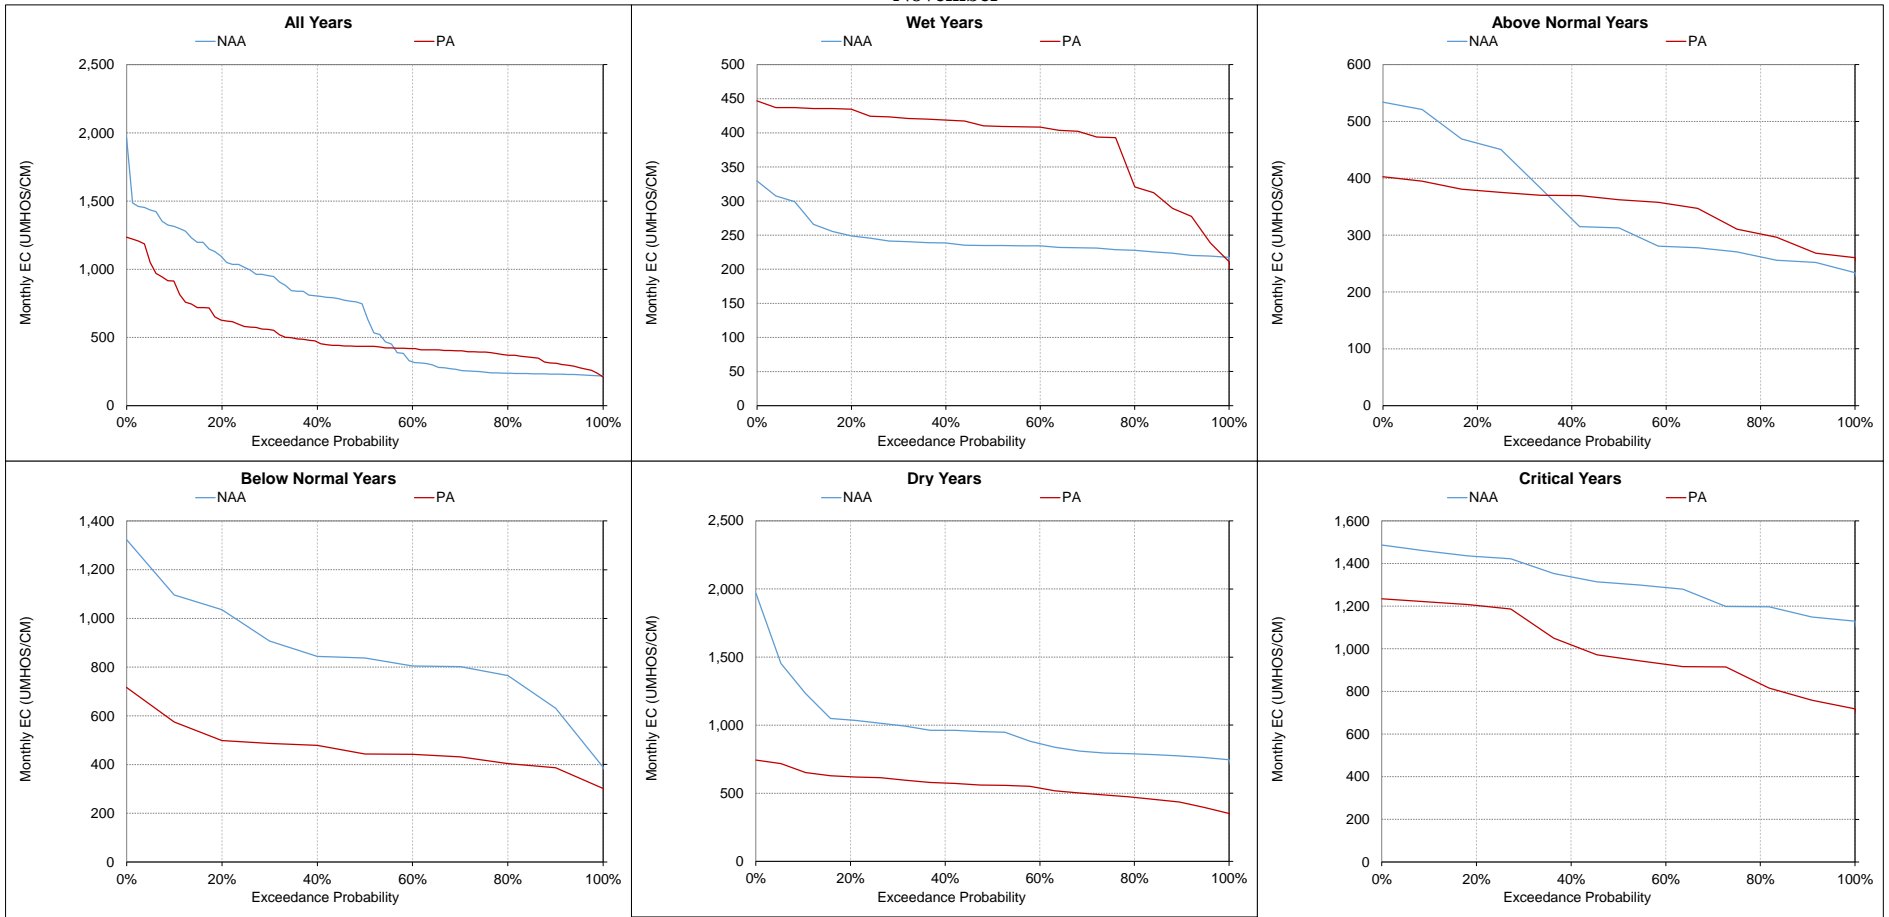 All Years
NAA PA
2,500
2,000
1,500
1,000
500
0
0% 20% 40% 60% 80% 100%
Monthly EC (UMHOS/CM)
Exceedance Probability
Wet Years
NAA PA
500
450
400
350
300
250
200
150
100
50
0
0% 20% 40% 60% 80% 100%
Monthly EC (UMHOS/CM)
Exceedance Probability
Above Normal Years
NAA PA
600
500
400
300
200
100
0
0% 20% 40% 60% 80% 100%
Monthly EC (UMHOS/CM)
Exceedance Probability
Below Normal Years
NAA PA
1,400
1,200
1,000
800
600
400
200
0
0% 20% 40% 60% 80% 100%
Monthly EC (UMHOS/CM)
Exceedance Probability
Dry Years
NAA PA
2,500
2,000
1,500
1,000
500
0
0% 20% 40% 60% 80% 100%
Monthly EC (UMHOS/CM)
Exceedance Probability
Critical Years
NAA PA
1,600
1,400
1,200
1,000
800
600
400
200
0
0% 20% 40% 60% 80% 100%
Monthly EC (UMHOS/CM)
Exceedance Probability